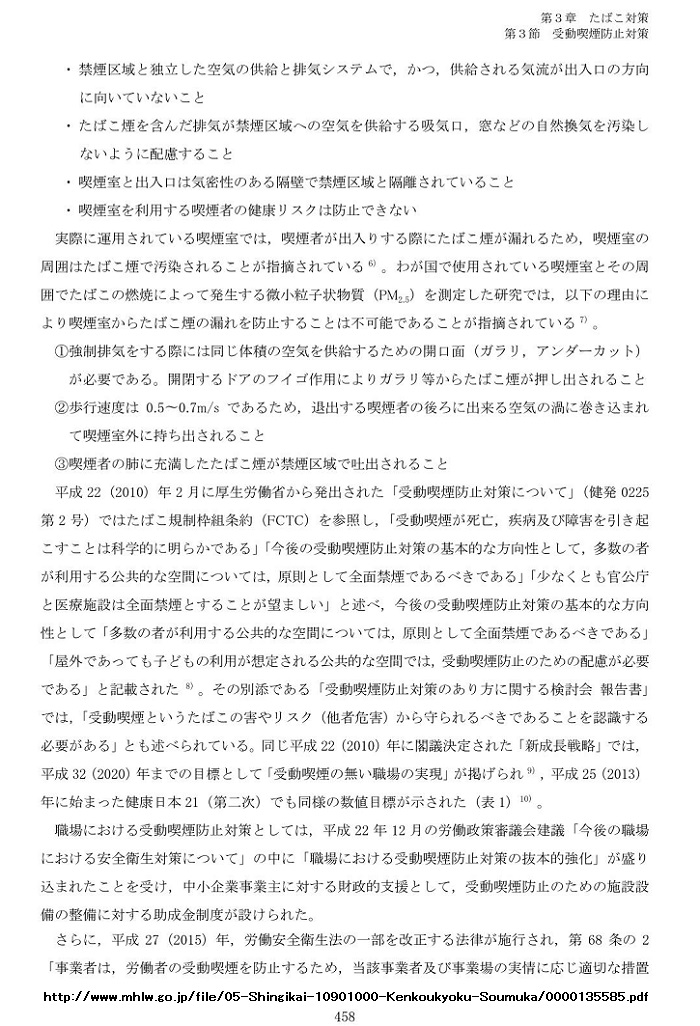 第３章　たばこ対策
第３節　受動喫煙防止対策
・禁煙区域と独立した空気の供給と排気システムで，かつ，供給される気流が出入口の方向
に向いていないこと
・たばこ煙を含んだ排気が禁煙区域への空気を供給する吸気口，窓などの自然換気を汚染し
ないように配慮すること
・喫煙室と出入口は気密性のある隔壁で禁煙区域と隔離されていること
・喫煙室を利用する喫煙者の健康リスクは防止できない
実際に運用されている喫煙室では，喫煙者が出入りする際にたばこ煙が漏れるため，喫煙室の
周囲はたばこ煙で汚染されることが指摘されている 6）。わが国で使用されている喫煙室とその周
囲でたばこの燃焼によって発生する微小粒子状物質（PM2.5）を測定した研究では，以下の理由に
より喫煙室からたばこ煙の漏れを防止することは不可能であることが指摘されている 7）。
①強制排気をする際には同じ体積の空気を供給するための開口面（ガラリ，アンダーカット）
が必要である。開閉するドアのフイゴ作用によりガラリ等からたばこ煙が押し出されること
②歩行速度は 0.5～0.7m/s であるため，退出する喫煙者の後ろに出来る空気の渦に巻き込まれ
て喫煙室外に持ち出されること
③喫煙者の肺に充満したたばこ煙が禁煙区域で吐出されること
平成 22（2010）年 2 月に厚生労働省から発出された「受動喫煙防止対策について」（健発 0225
第 2 号）ではたばこ規制枠組条約（FCTC）を参照し，「受動喫煙が死亡，疾病及び障害を引き起
こすことは科学的に明らかである」「今後の受動喫煙防止対策の基本的な方向性として，多数の者
が利用する公共的な空間については，原則として全面禁煙であるべきである」「少なくとも官公庁
と医療施設は全面禁煙とすることが望ましい」と述べ，今後の受動喫煙防止対策の基本的な方向
性として「多数の者が利用する公共的な空間については，原則として全面禁煙であるべきである」
「屋外であっても子どもの利用が想定される公共的な空間では，受動喫煙防止のための配慮が必要
である」と記載された 8）。その別添である「受動喫煙防止対策のあり方に関する検討会 報告書」
では，「受動喫煙というたばこの害やリスク（他者危害）から守られるべきであることを認識する
必要がある」とも述べられている。同じ平成 22（2010）年に閣議決定された「新成長戦略」では，
平成 32（2020）年までの目標として「受動喫煙の無い職場の実現」が掲げられ 9），平成 25（2013）
年に始まった健康日本 21（第二次）でも同様の数値目標が示された（表 1）10）。
職場における受動喫煙防止対策としては，平成 22 年 12 月の労働政策審議会建議「今後の職場
における安全衛生対策について」の中に「職場における受動喫煙防止対策の抜本的強化」が盛り
込まれたことを受け，中小企業事業主に対する財政的支援として，受動喫煙防止のための施設設
備の整備に対する助成金制度が設けられた。
さらに，平成 27（2015）年，労働安全衛生法の一部を改正する法律が施行され，第 68 条の 2
「事業者は，労働者の受動喫煙を防止するため，当該事業者及び事業場の実情に応じ適切な措置
http://www.mhlw.go.jp/file/05-Shingikai-10901000-Kenkoukyoku-Soumuka/0000135585.pdf
458